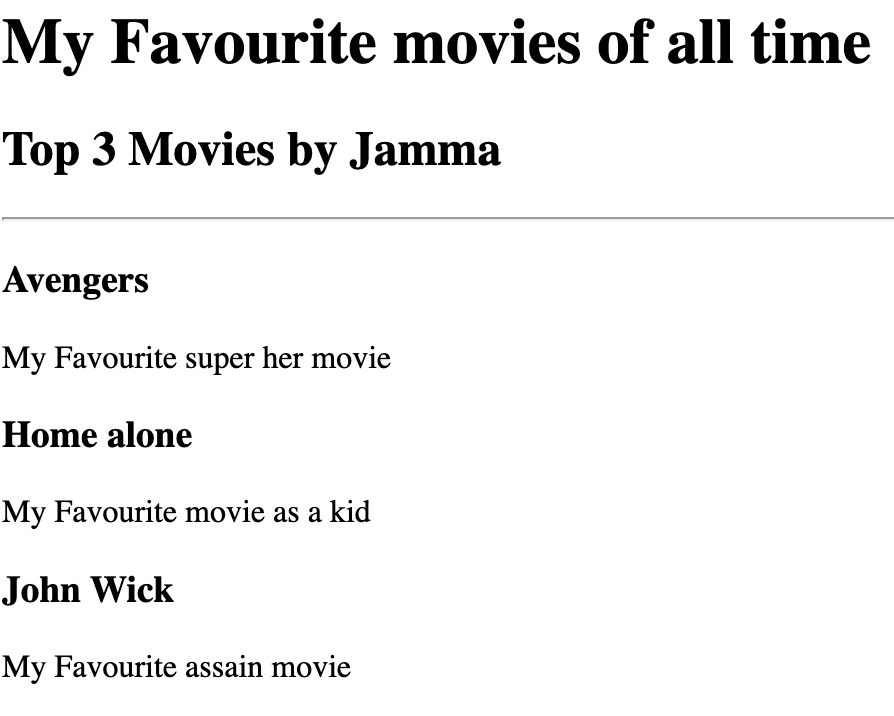 My Favourite movies of all time
Top 3 Movies by Jamma
Avengers
My Favourite super her movie
Home alone
My Favourite movie as a kid
John Wick
My Favourite assain movie